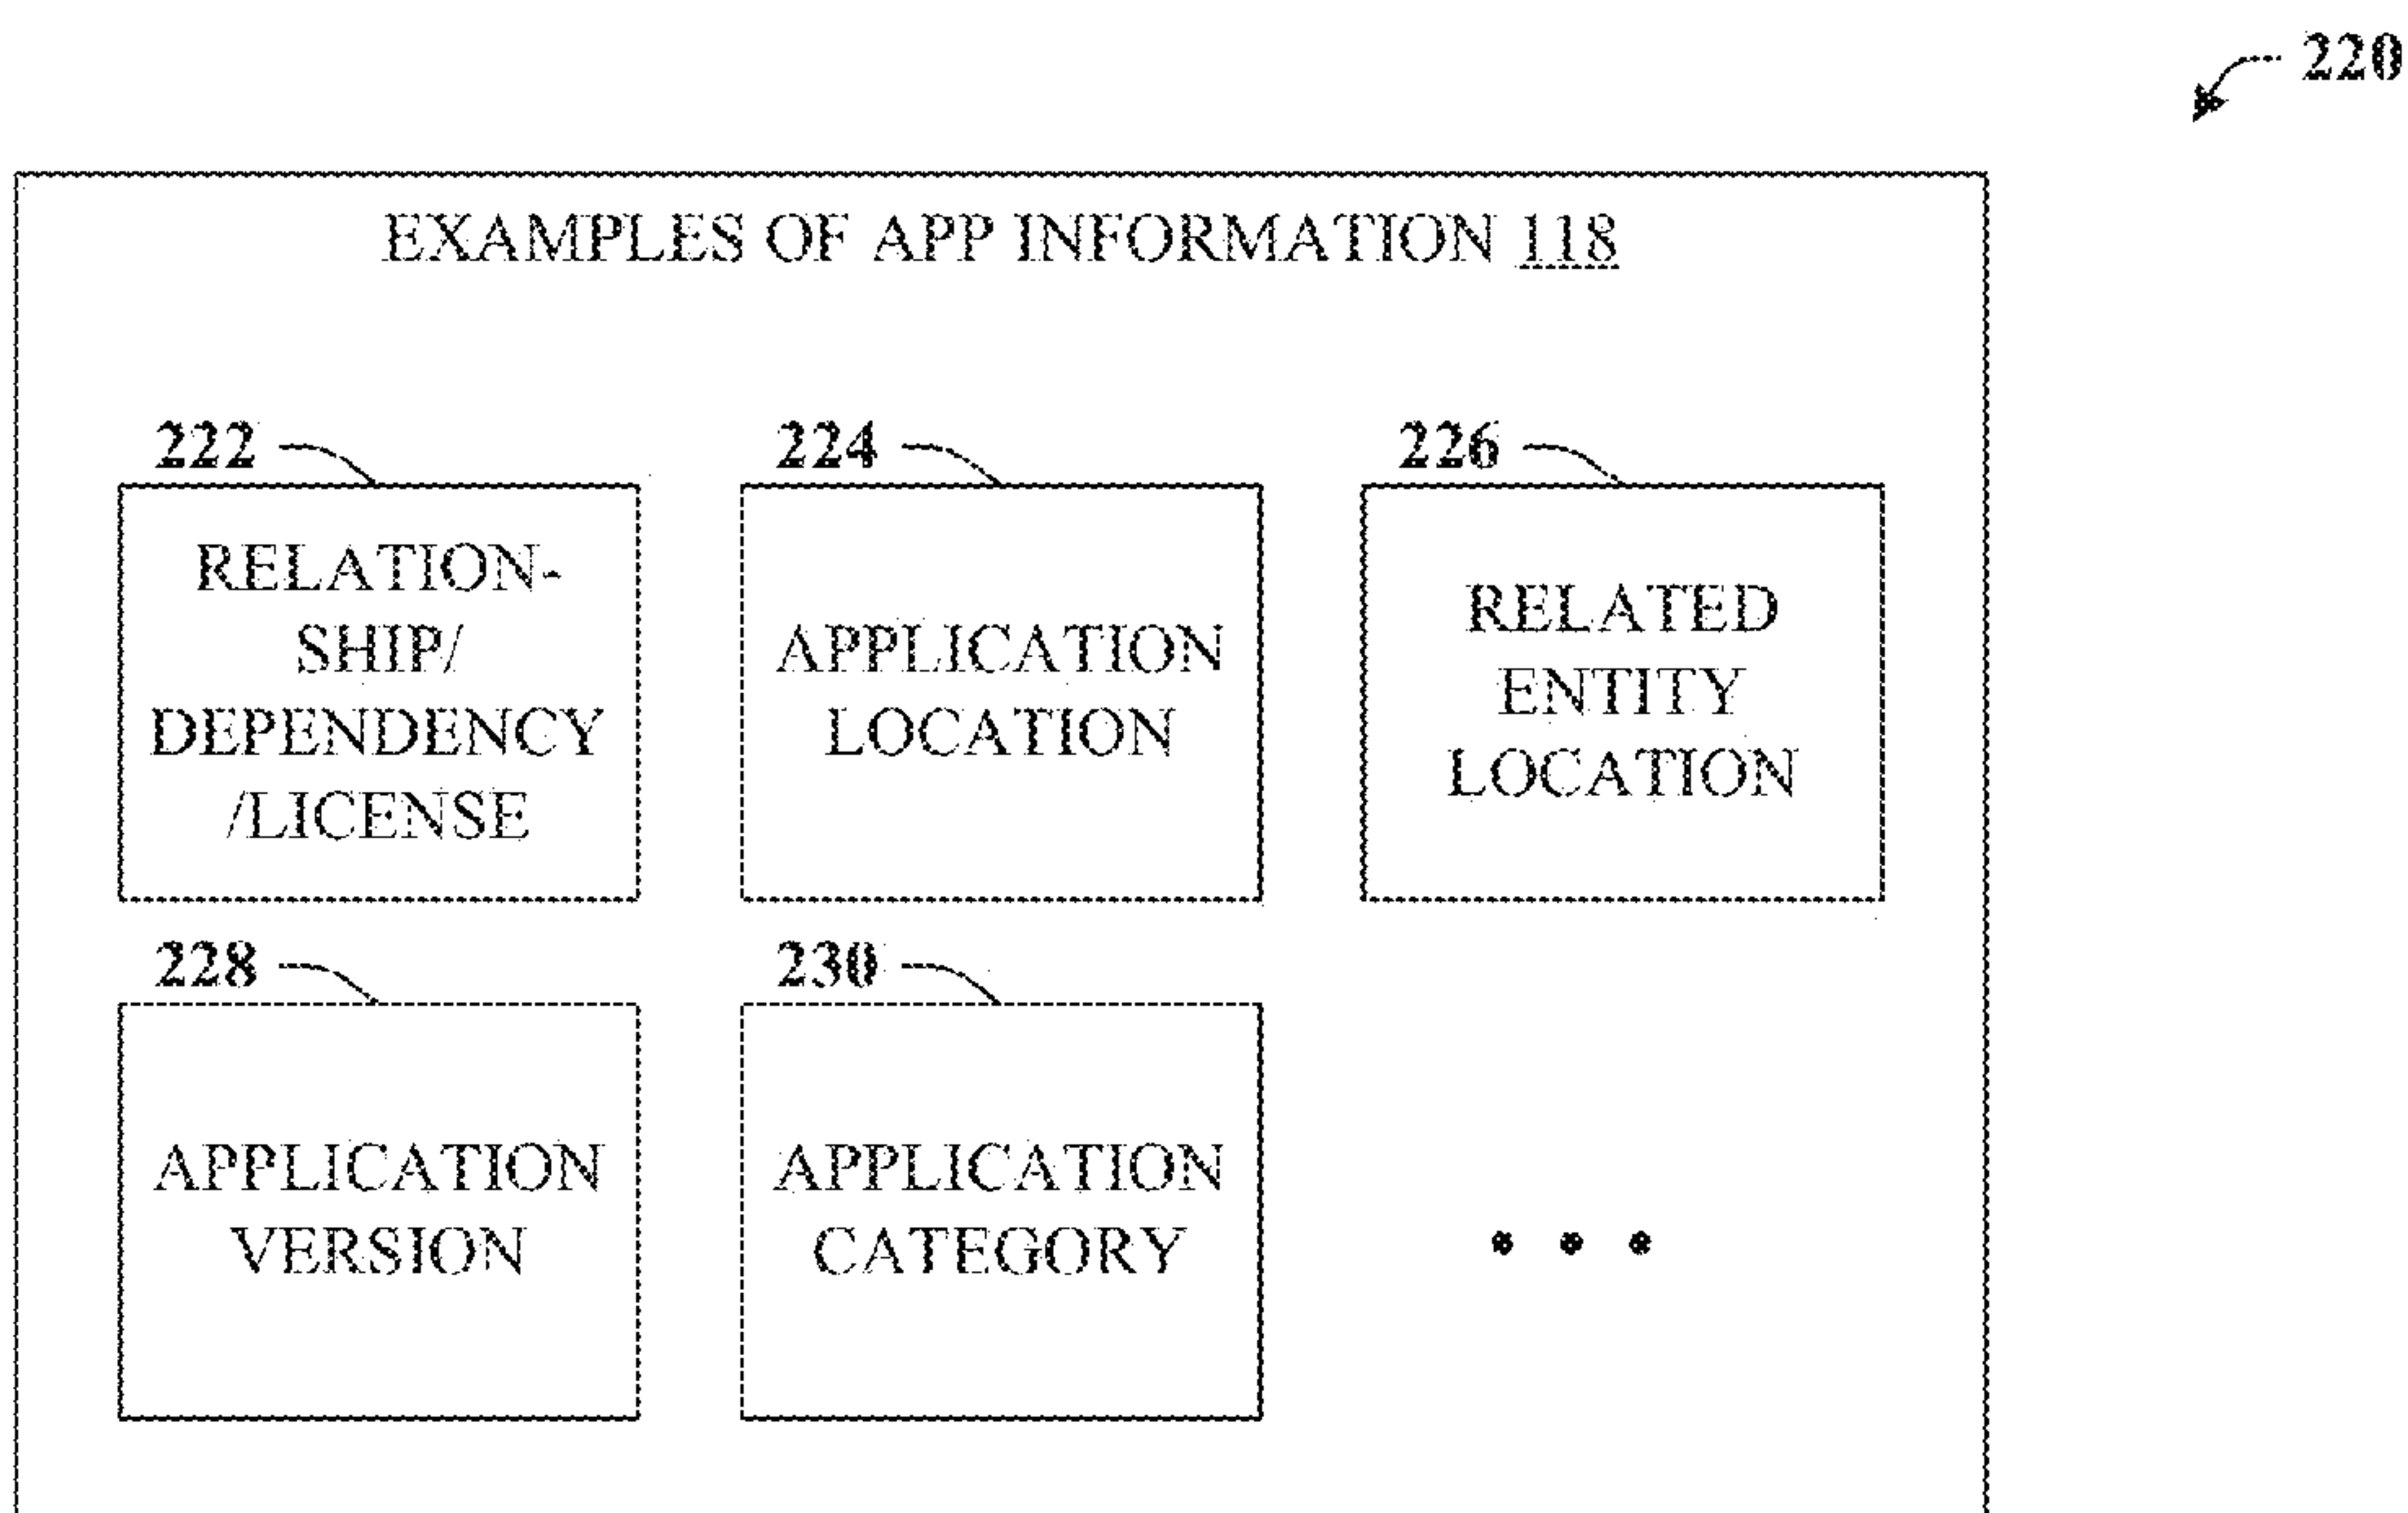 220
EXAMPLES OF APP INFORMATION 118
222
RELATION-
SHIP/
DEPENDENCY
/LICENSE
224
APPLICATION
LOCATION
226
RELATED
ENTITY
LOCATION
228
APPLICATION
VERSION
230
APPLICATION
CATEGORY
• • •